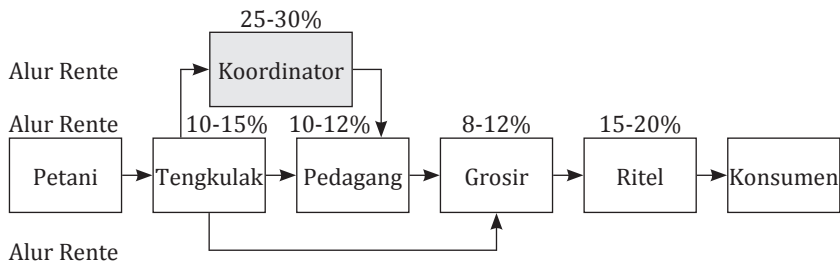 25-30%
Alur Rente
Koordinator
Alur Rente
10-15%
10-12%
8-12%
15-20%
Petani
Tengkulak
Pedagang
Grosir
Ritel
Konsumen
Alur Rente